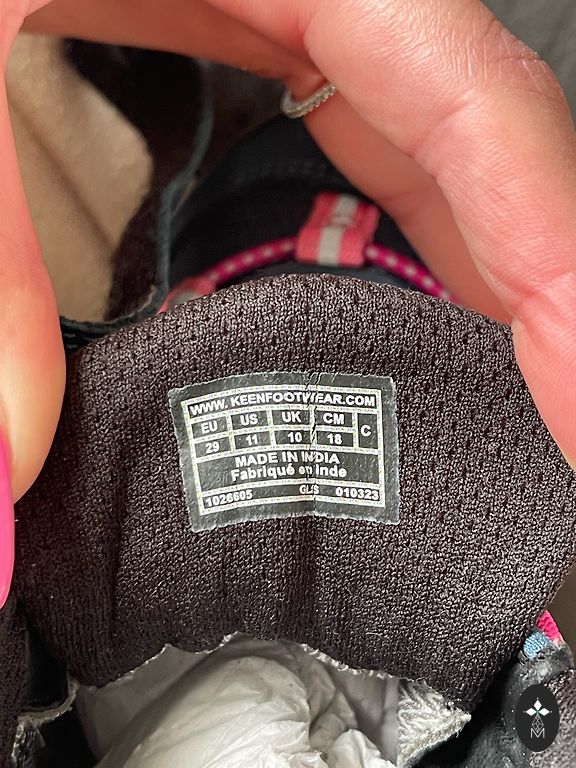 WWW. KEENFOOTWEAR.COM
EU US UK CM C
29 11 10 18
MADE IN INDIA
Fabriqué en Inde
1026605 GL/S 010323
M